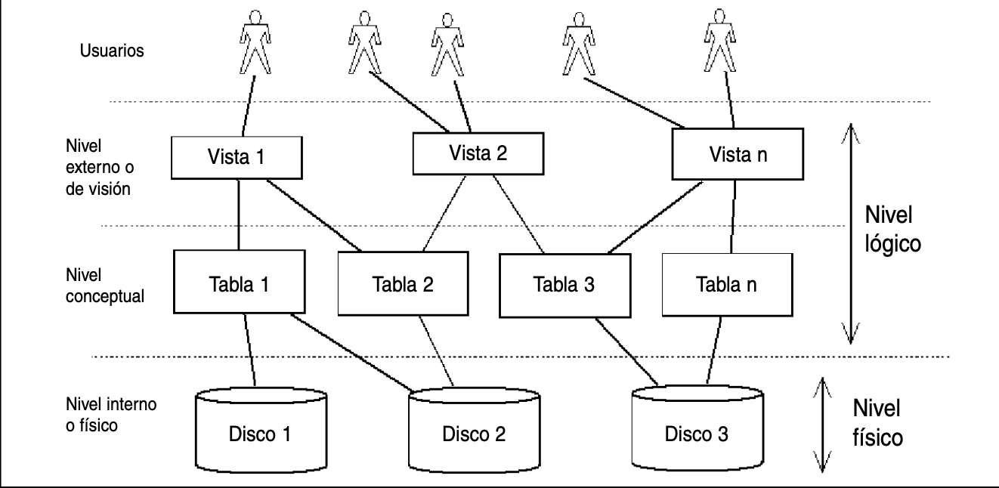 Usuarios
Nivel
externo o
de visión
Vista 1
Vista 2
Vista n
Nivel
lógico
Nivel
conceptual
Tabla 1
Tabla 2
Tabla 3
Tabla n
Nivel interno
o físico
Disco 1
Disco 2
Disco 3
Nivel
físico